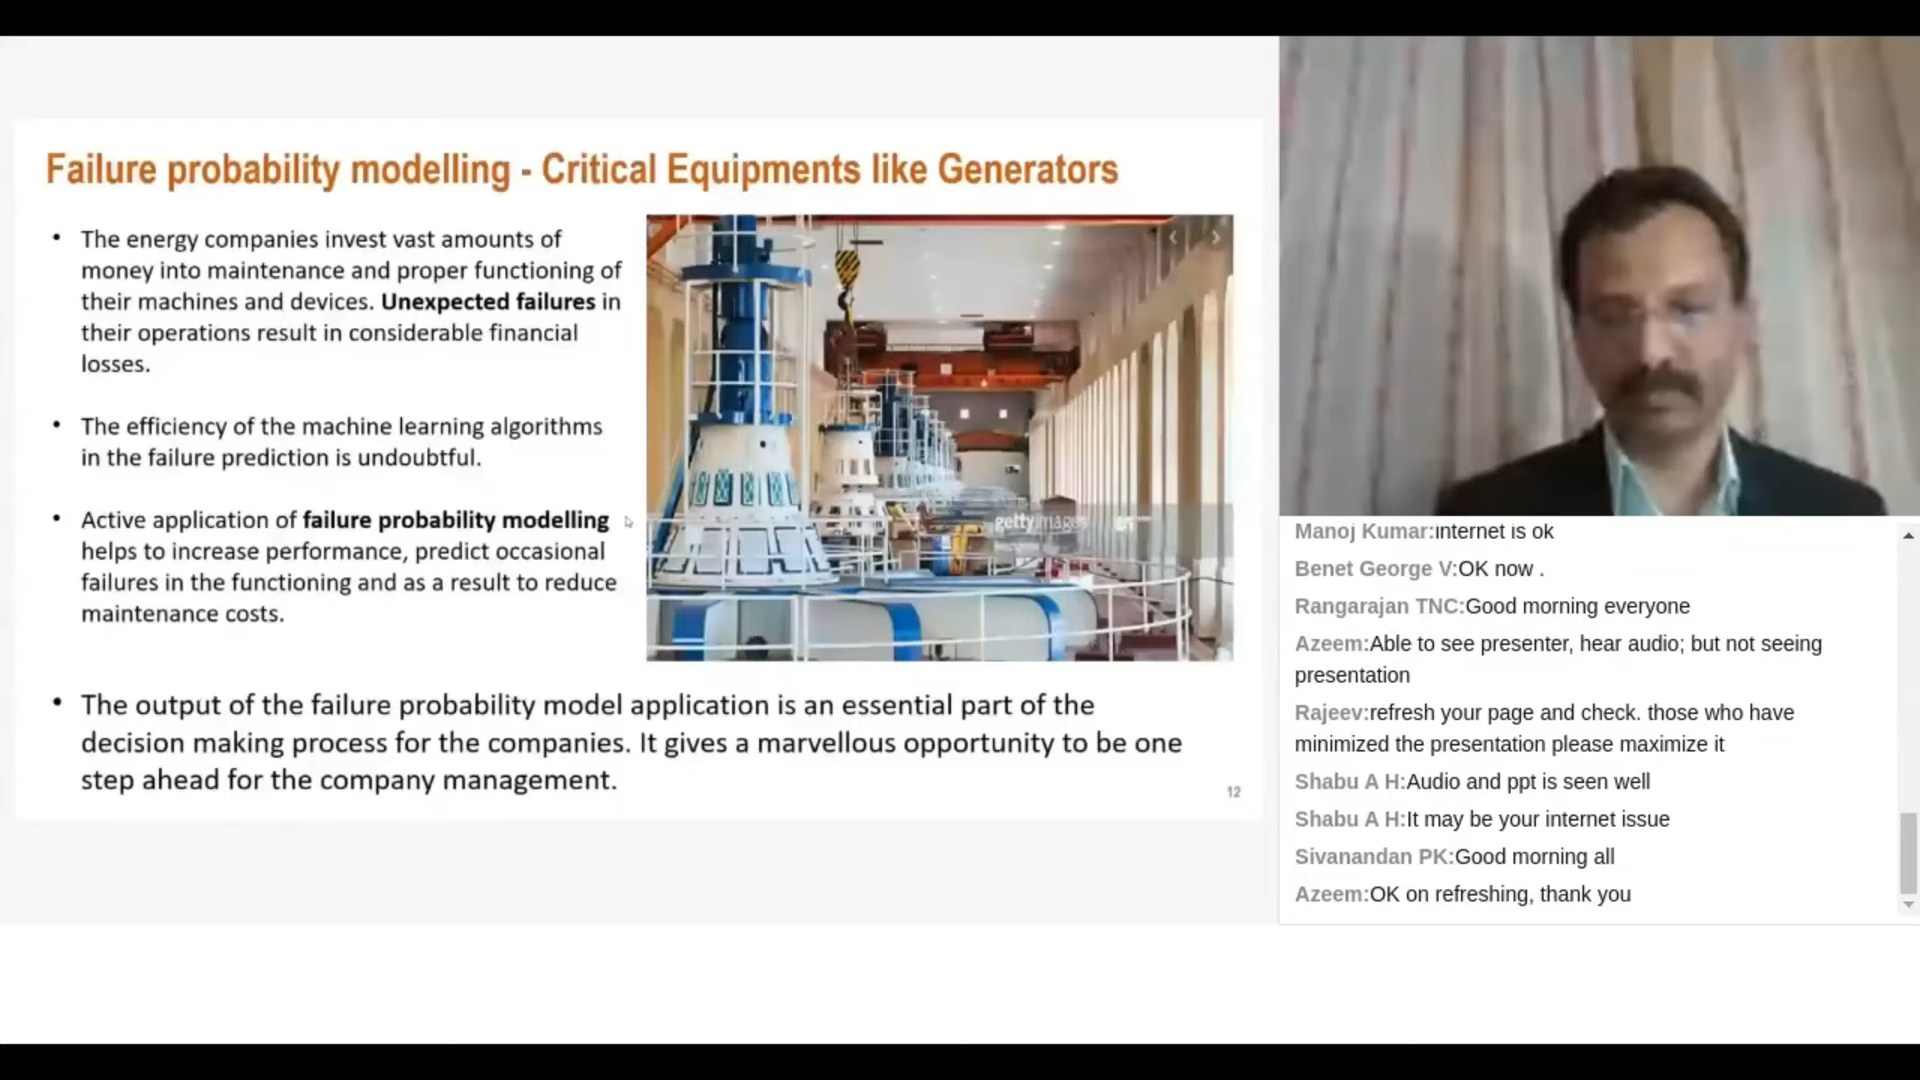 Failure probability modelling - Critical Equipments like Generators
• The energy companies invest vast amounts of
money into maintenance and proper functioning of
their machines and devices. Unexpected failures in
their operations result in considerable financial
losses.
• The efficiency of the machine learning algorithms
in the failure prediction is undoubtful.
• Active application of failure probability modelling
helps to increase performance, predict occasional
failures in the functioning and as a result to reduce
maintenance costs.
gettyimages
• The output of the failure probability model application is an essential part of the
decision making process for the companies. It gives a marvellous opportunity to be one
step ahead for the company management.
12
Manoj Kumar:internet is ok
Benet George V:OK now .
Rangarajan TNC:Good morning everyone
Azeem:Able to see presenter, hear audio; but not seeing
presentation
Rajeev:refresh your page and check. those who have
minimized the presentation please maximize it
Shabu A H:Audio and ppt is seen well
Shabu A H:It may be your internet issue
Sivanandan PK:Good morning all
Azeem:OK on refreshing, thank you